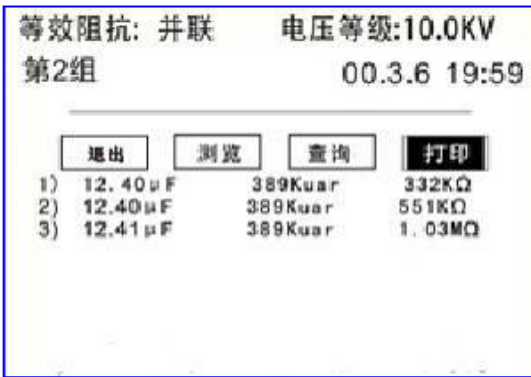 等效阻抗: 并联 电压等级:10.0KV
第2组 00.3.6 19:59
退出 浏览 查询 打印
1) 12.40μF 389Kuar 332KΩ
2) 12.40μF 389Kuar 551KΩ
3) 12.41μF 389Kuar 1.03MΩ